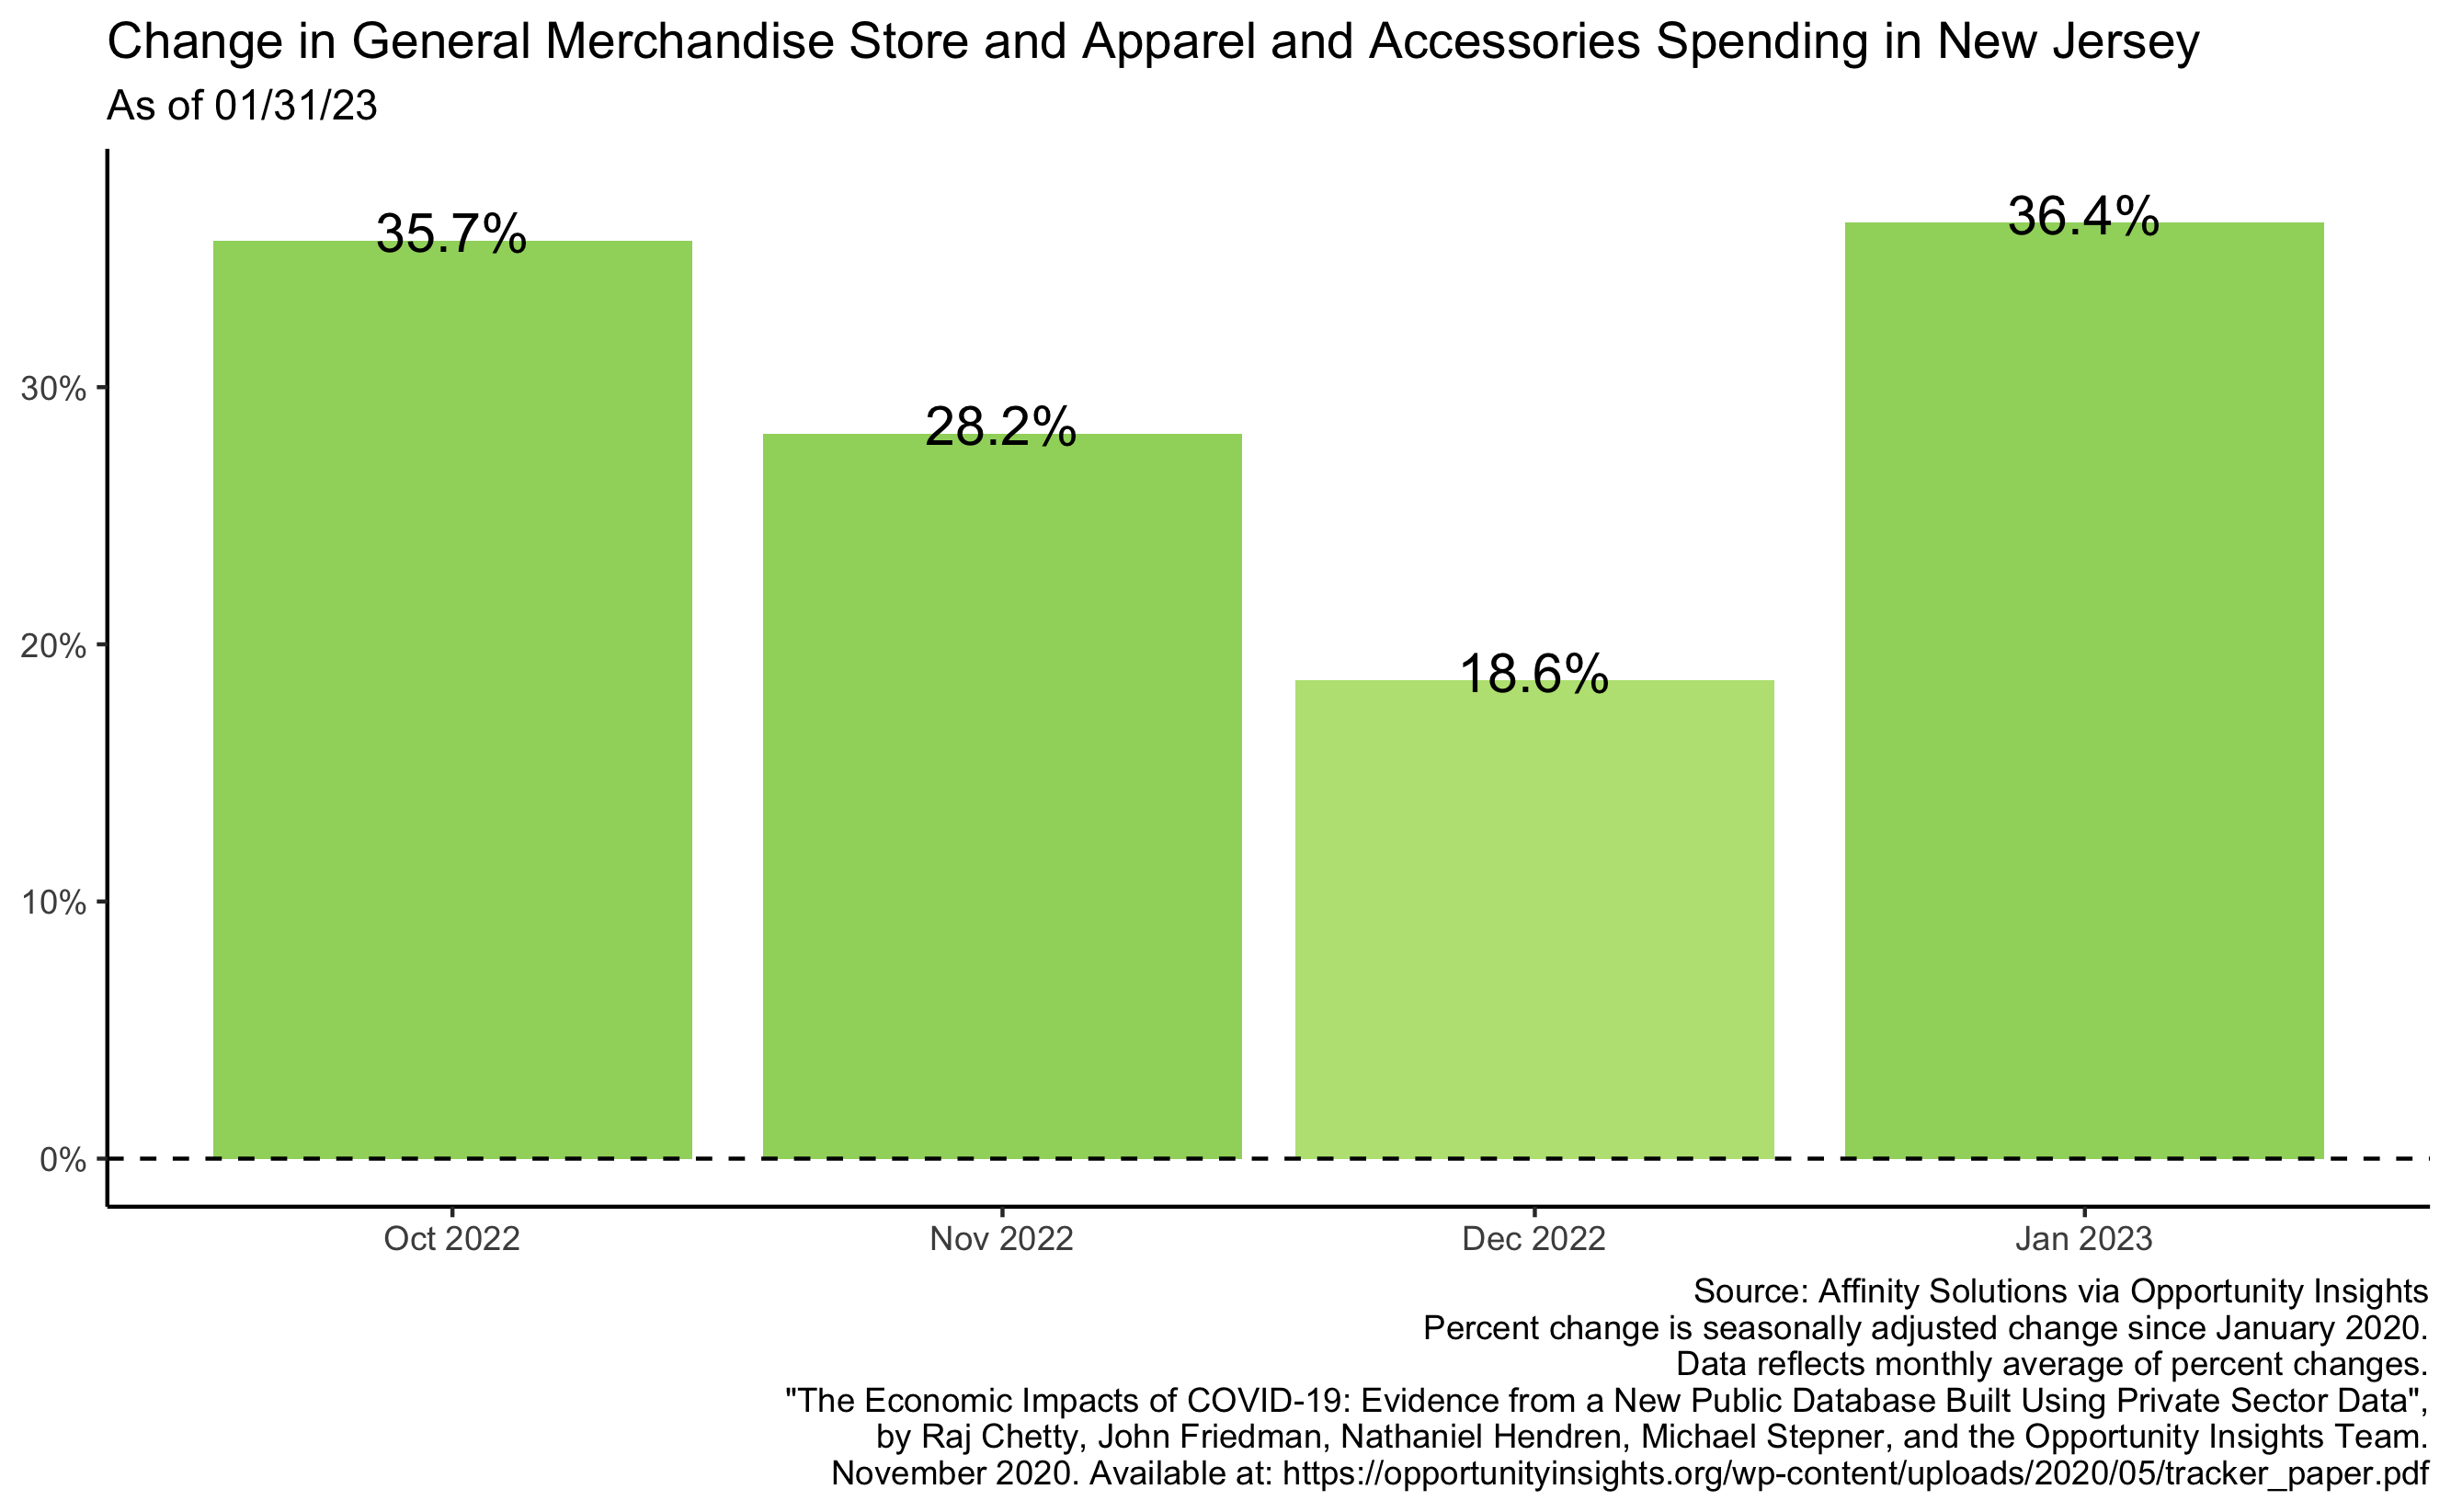 Change in General Merchandise Store and Apparel and Accessories Spending in New Jersey
As of 01/31/23
35.7%
28.2%
18.6%
36.4%
30%
20%
10%
0%
Oct 2022
Nov 2022
Dec 2022
Jan 2023
Source: Affinity Solutions via Opportunity Insights
Percent change is seasonally adjusted change since January 2020.
Data reflects monthly average of percent changes.
"The Economic Impacts of COVID-19: Evidence from a New Public Database Built Using Private Sector Data",
by Raj Chetty, John Friedman, Nathaniel Hendren, Michael Stepner, and the Opportunity Insights Team.
November 2020. Available at: https://opportunityinsights.org/wp-content/uploads/2020/05/tracker_paper.pdf